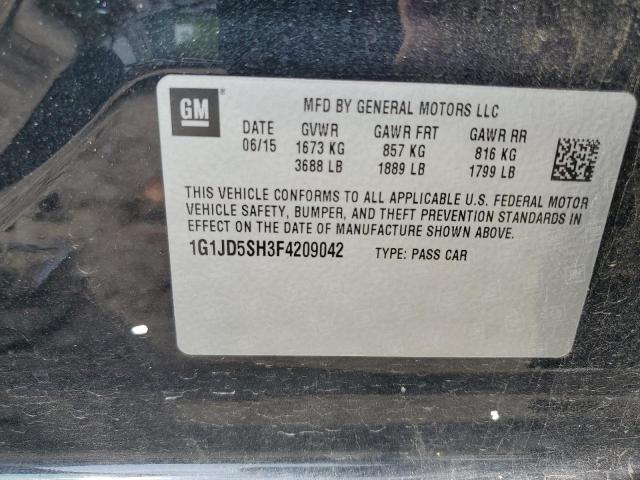 GM ® MFD BY GENERAL MOTORS LLC
DATE GVWR GAWR FRT GAWR RR
06/15 1673 KG 857 KG 816 KG
3688 LB 1889 LB 1799 LB
THIS VEHICLE CONFORMS TO ALL APPLICABLE U.S. FEDERAL MOTOR
VEHICLE SAFETY, BUMPER, AND THEFT PREVENTION STANDARDS IN
EFFECT ON THE DATE OF MANUFACTURE SHOWN ABOVE.
1G1JD5SH3F4209042 TYPE: PASS CAR